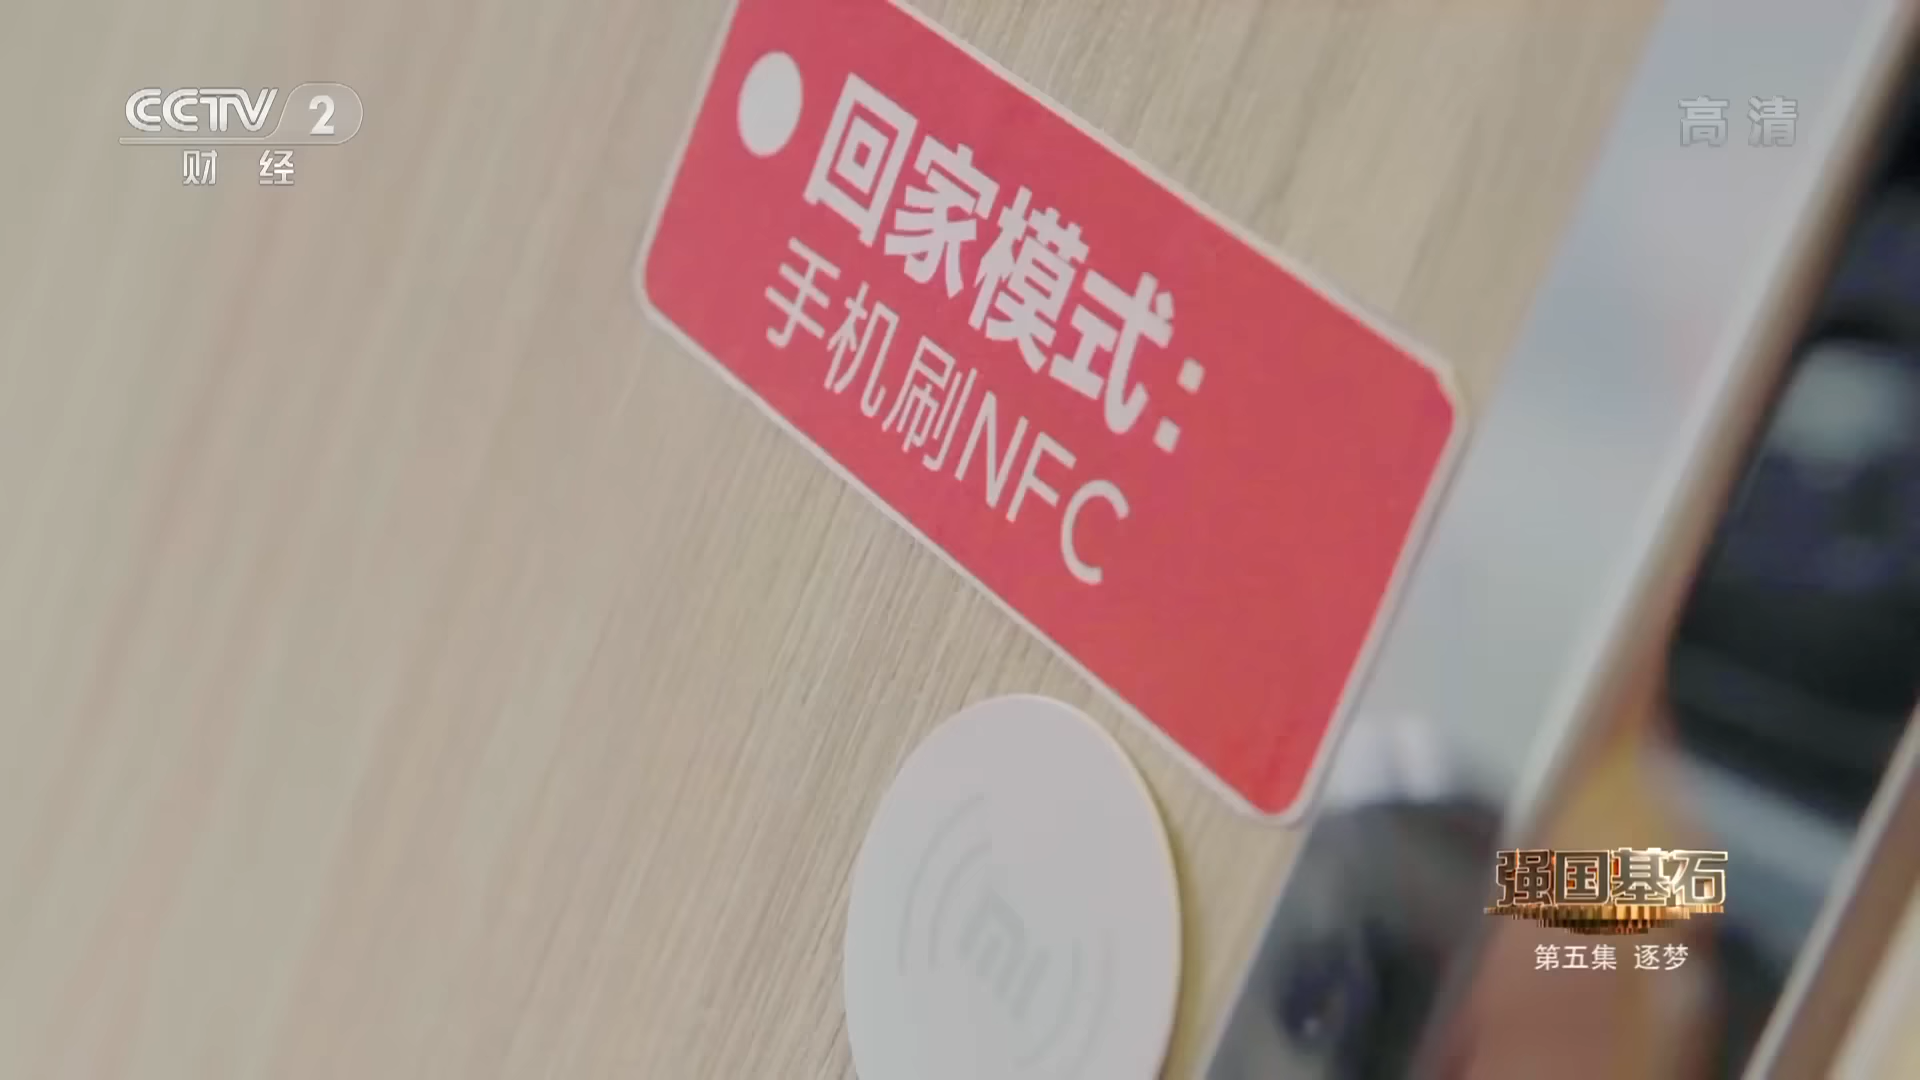 CCTV 2
财 经
高 清
回家模式：
手机刷NFC
mi
强国基石
第五集 逐梦